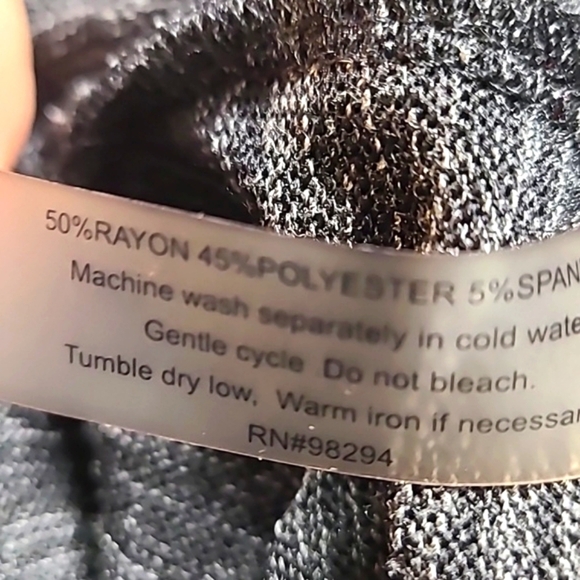 50%RAYON 45%POLYESTER 5%SPAN
Machine wash separately in cold wate
Gentle cycle Do not bleach.
Tumble dry low, Warm iron if necessar
RN#98294